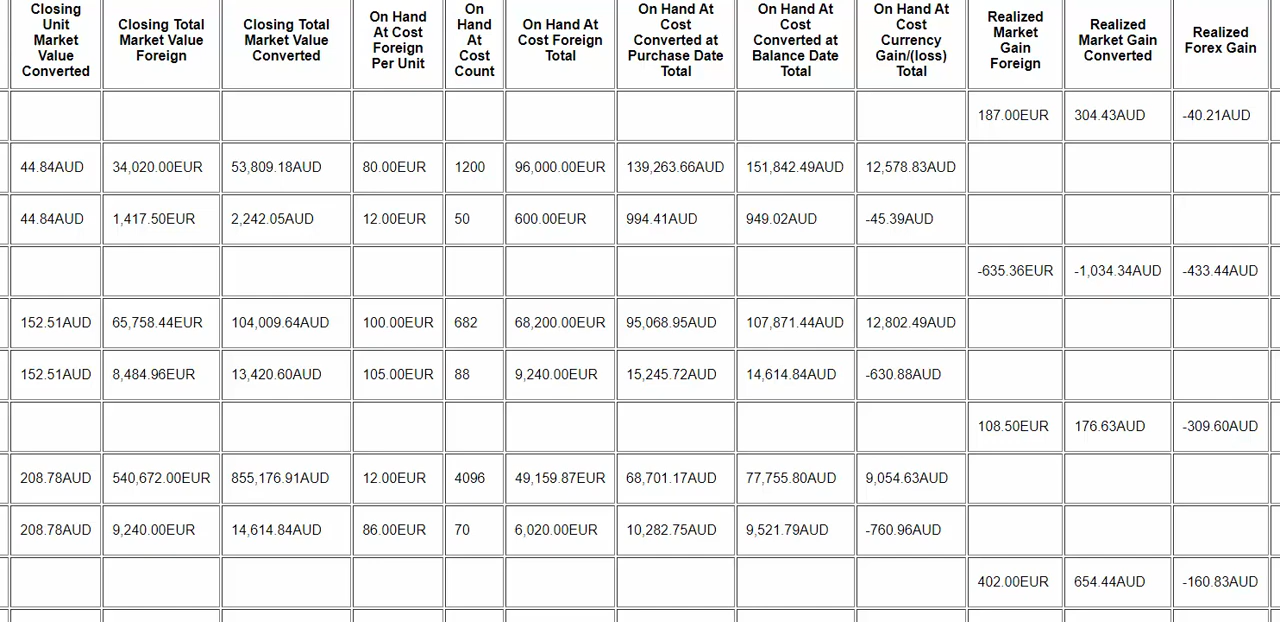 Closing Unit Market Value Converted | Closing Total Market Value Foreign | Closing Total Market Value Converted | On Hand At Cost Foreign Per Unit | On Hand At Cost Count | On Hand At Cost Foreign Total | On Hand At Cost Converted at Purchase Date Total | On Hand At Cost Converted at Balance Date Total | On Hand At Cost Currency Gain/(loss) Total | Realized Market Gain Foreign | Realized Market Gain Converted | Realized Forex Gain
187.00EUR 304.43AUD -40.21AUD
44.84AUD 34,020.00EUR 53,809.18AUD 80.00EUR 1200 96,000.00EUR 139,263.66AUD 151,842.49AUD 12,578.83AUD
44.84AUD 1,417.50EUR 2,242.05AUD 12.00EUR 50 600.00EUR 994.41AUD 949.02AUD -45.39AUD
-635.36EUR -1,034.34AUD -433.44AUD
152.51AUD 65,758.44EUR 104,009.64AUD 100.00EUR 682 68,200.00EUR 95,068.95AUD 107,871.44AUD 12,802.49AUD
152.51AUD 8,484.96EUR 13,420.60AUD 105.00EUR 88 9,240.00EUR 15,245.72AUD 14,614.84AUD -630.88AUD
108.50EUR 176.63AUD -309.60AUD
208.78AUD 540,672.00EUR 855,176.91AUD 12.00EUR 4096 49,159.87EUR 68,701.17AUD 77,755.80AUD 9,054.63AUD
208.78AUD 9,240.00EUR 14,614.84AUD 86.00EUR 70 6,020.00EUR 10,282.75AUD 9,521.79AUD -760.96AUD
402.00EUR 654.44AUD -160.83AUD